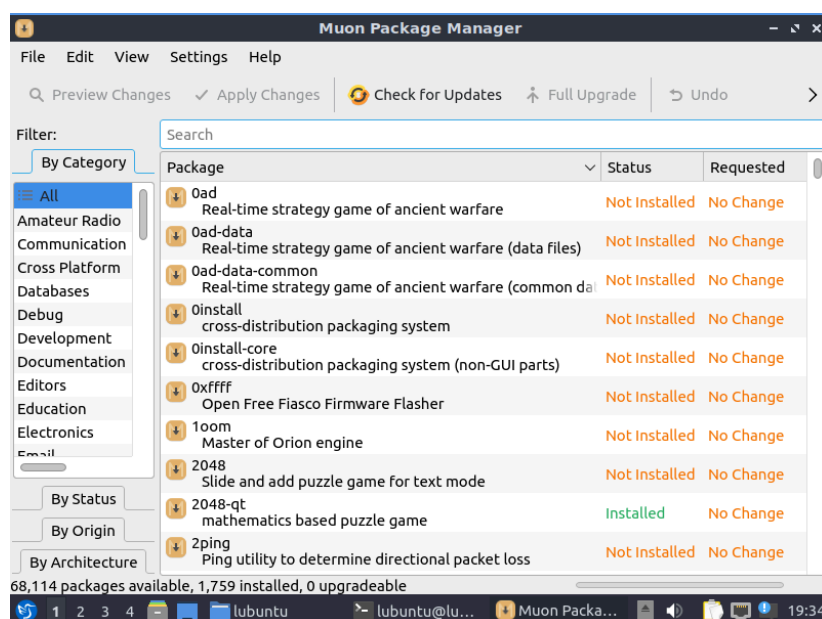 Muon Package Manager
File Edit View Settings Help
Preview Changes Apply Changes Check for Updates Full Upgrade Undo
Filter:
Search
By Category
Package Status Requested
All
Amateur Radio
Communication
Cross Platform
Databases
Debug
Development
Documentation
Editors
Education
Electronics
Email
0ad
Real-time strategy game of ancient warfare
Not Installed No Change
0ad-data
Real-time strategy game of ancient warfare (data files)
Not Installed No Change
0ad-data-common
Real-time strategy game of ancient warfare (common dat
Not Installed No Change
0install
cross-distribution packaging system
Not Installed No Change
0install-core
cross-distribution packaging system (non-GUI parts)
Not Installed No Change
0xffff
Open Free Fiasco Firmware Flasher
Not Installed No Change
1oom
Master of Orion engine
Not Installed No Change
2048
Slide and add puzzle game for text mode
Not Installed No Change
2048-qt
mathematics based puzzle game
Installed No Change
2ping
Ping utility to determine directional packet loss
Not Installed No Change
By Status
By Origin
By Architecture
68,114 packages available, 1,759 installed, 0 upgradeable
1 2 3 4 lubuntu lubuntu@lu... Muon Packa... 19:34